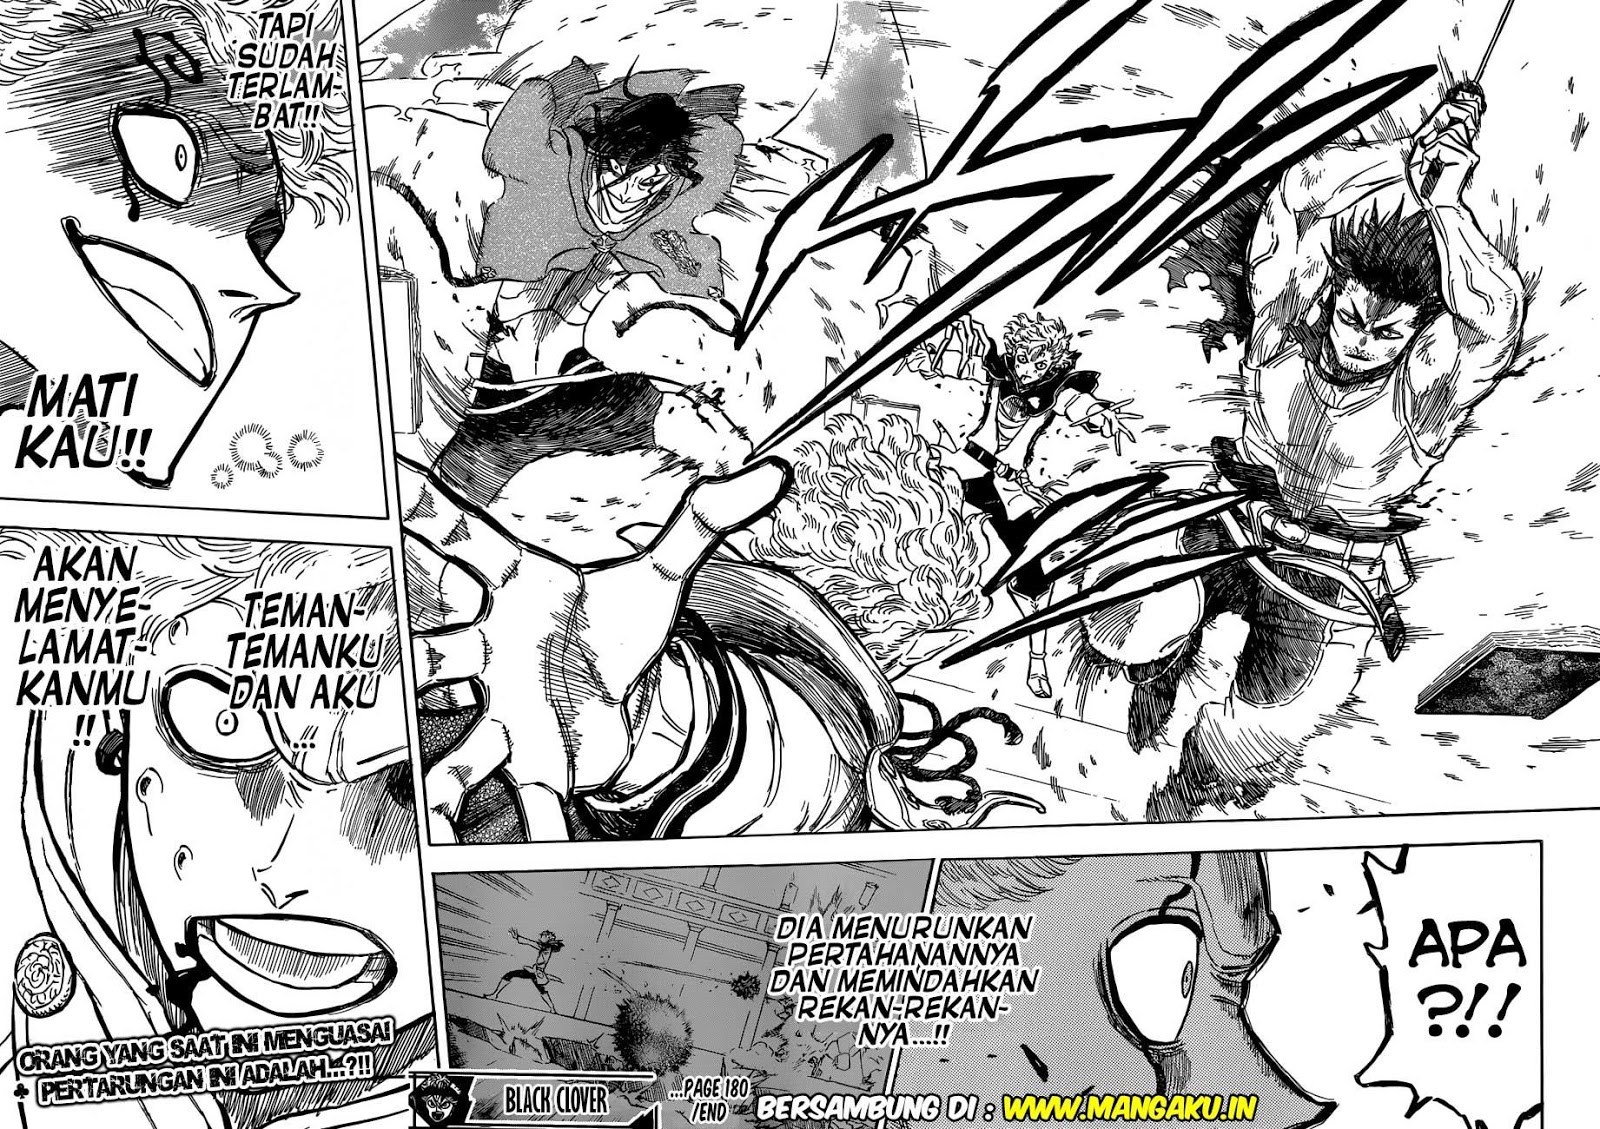 APA
?!!
DIA MENURUNKAN
PERTAHANANNYA
DAN MEMINDAHKAN
REKAN-REKAN-
NYA...!!
TAPI
SUDAH
TERLAM-
BAT!!
MATI
KAU!!
TEMAN-
TEMANKU
DAN AKU
...
AKAN
MENYE-
LAMAT-
KANMU
!!
ORANG YANG SAAT INI MENGUASAI
PERTARUNGAN INI ADALAH...?!!
BLACK CLOVER
...PAGE 180
/END
BERSAMBUNG DI : WWW.MANGAKU.IN